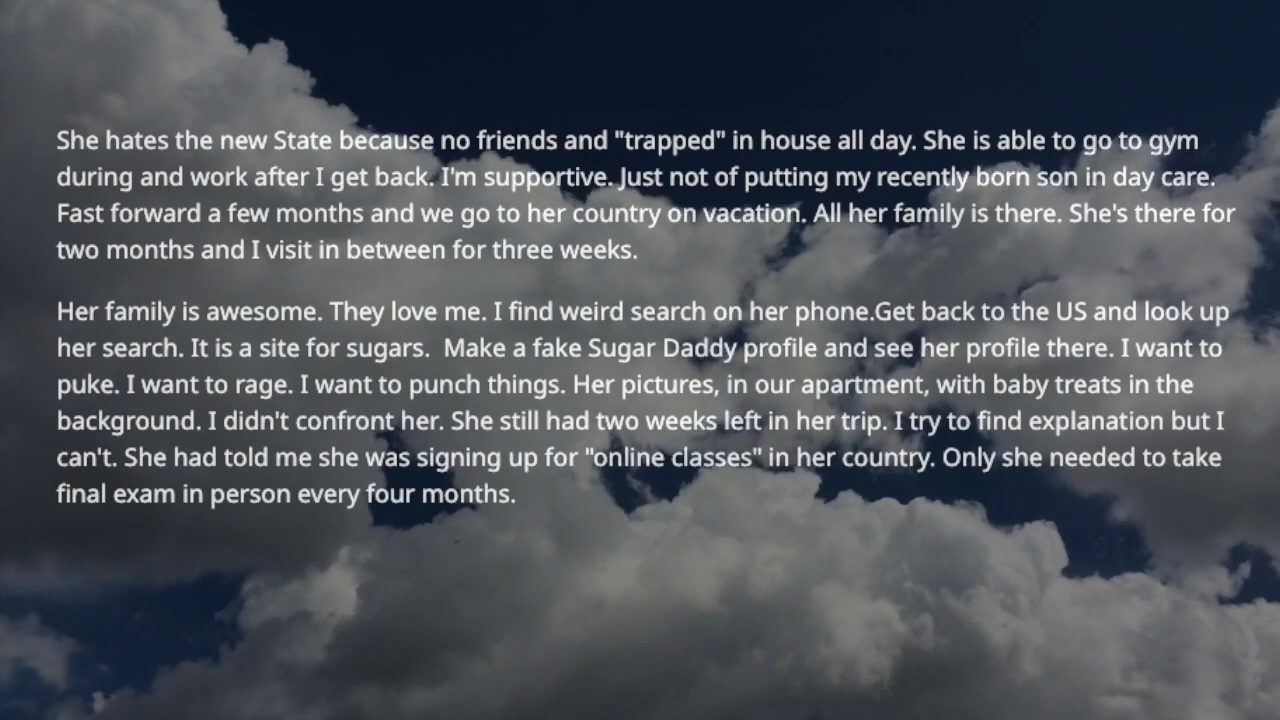 She hates the new State because no friends and "trapped" in house all day. She is able to go to gym
during and work after I get back. I'm supportive. Just not of putting my recently born son in day care.
Fast forward a few months and we go to her country on vacation. All her family is there. She's there for
two months and I visit in between for three weeks.
Her family is awesome. They love me. I find weird search on her phone.Get back to the US and look up
her search. It is a site for sugars.  Make a fake Sugar Daddy profile and see her profile there. I want to
puke. I want to rage. I want to punch things. Her pictures, in our apartment, with baby treats in the
background. I didn't confront her. She still had two weeks left in her trip. I try to find explanation but I
can't. She had told me she was signing up for "online classes" in her country. Only she needed to take
final exam in person every four months.